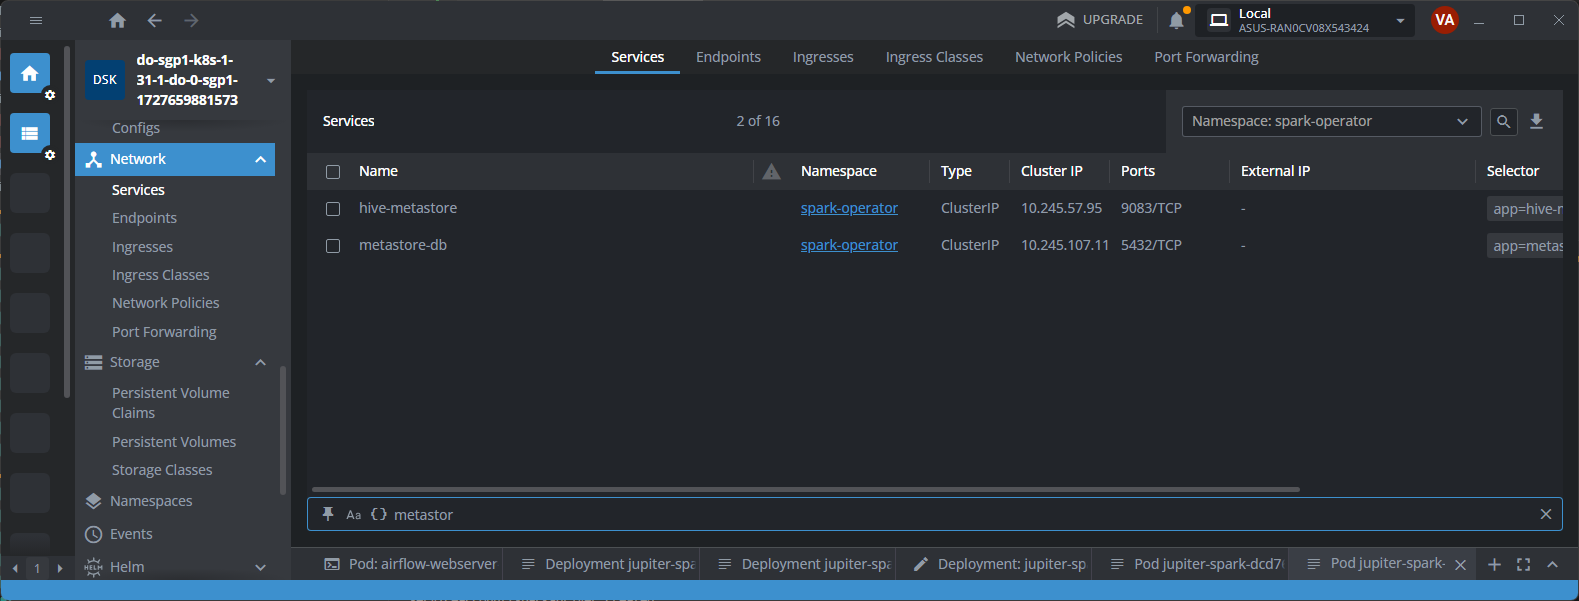 UPGRADE
Local
ASUS-RAN0CV08X543424
VA
DSK
do-sgp1-k8s-1-
31-1-do-0-sgp1-
1727659881573
Configs
Network
Services
Endpoints
Ingresses
Ingress Classes
Network Policies
Port Forwarding
Storage
Persistent Volume
Claims
Persistent Volumes
Storage Classes
Namespaces
Events
HELM Helm
1
Services Endpoints Ingresses Ingress Classes Network Policies Port Forwarding
Services 2 of 16 Namespace: spark-operator
Name Namespace Type Cluster IP Ports External IP Selector
hive-metastore spark-operator ClusterIP 10.245.57.95 9083/TCP - app=hive-
metastore-db spark-operator ClusterIP 10.245.107.11 5432/TCP - app=metas
Aa {} metastor
Pod: airflow-webserver Deployment jupiter-spa Deployment jupiter-spa Deployment: jupiter-sp Pod jupiter-spark-dcd7 Pod jupiter-spark-